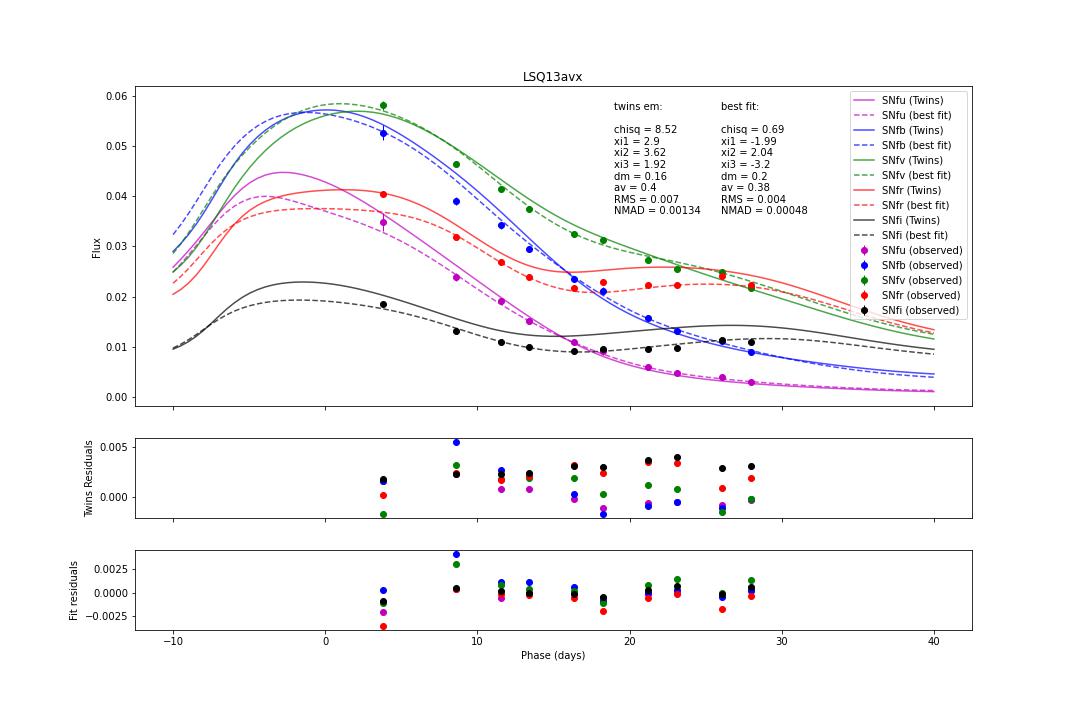 LSQ13avx
0.06
0.05
0.04
0.03
0.02
0.01
0.00
Flux
twins em:
chisq = 8.52
xi1 = 2.9
xi2 = 3.62
xi3 = 1.92
dm = 0.16
av = 0.4
RMS = 0.007
NMAD = 0.00134
best fit:
chisq = 0.69
xi1 = -1.99
xi2 = 2.04
xi3 = -3.2
dm = 0.2
av = 0.38
RMS = 0.004
NMAD = 0.00048
SNfu (Twins)
SNfu (best fit)
SNfb (Twins)
SNfb (best fit)
SNfv (Twins)
SNfv (best fit)
SNfr (Twins)
SNfr (best fit)
SNfi (Twins)
SNfi (best fit)
SNfu (observed)
SNfb (observed)
SNfv (observed)
SNfr (observed)
SNfi (observed)
0.005
0.000
Twins Residuals
0.0025
0.0000
−0.0025
Fit residuals
−10
0
10
20
30
40
Phase (days)